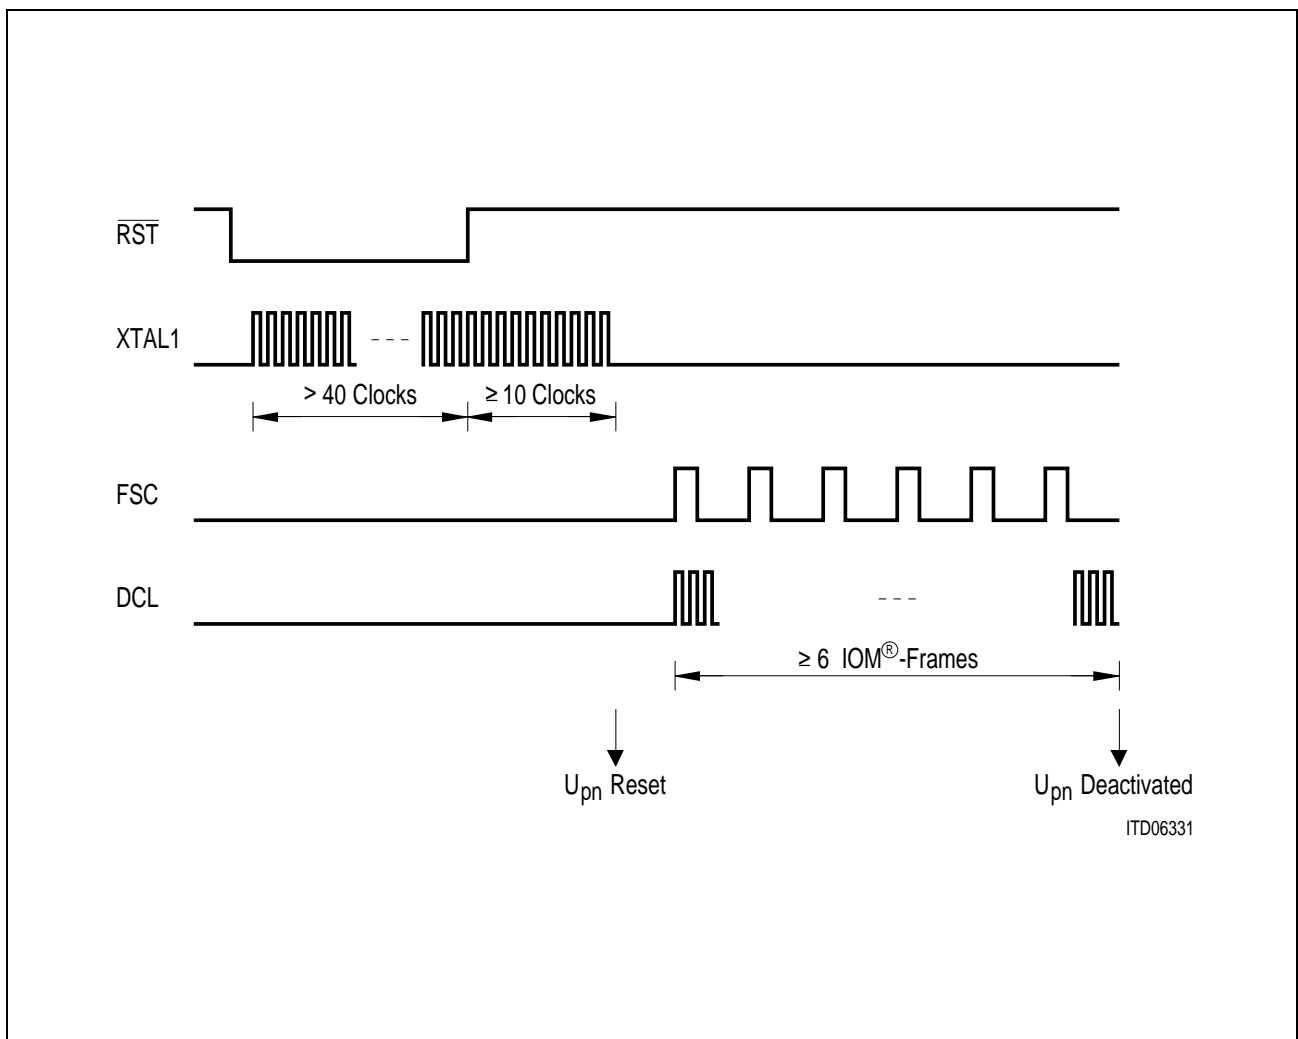 RST
XTAL1
> 40 Clocks
≥ 10 Clocks
FSC
DCL
≥ 6 IOM®-Frames
Upn Reset
Upn Deactivated
ITD06331